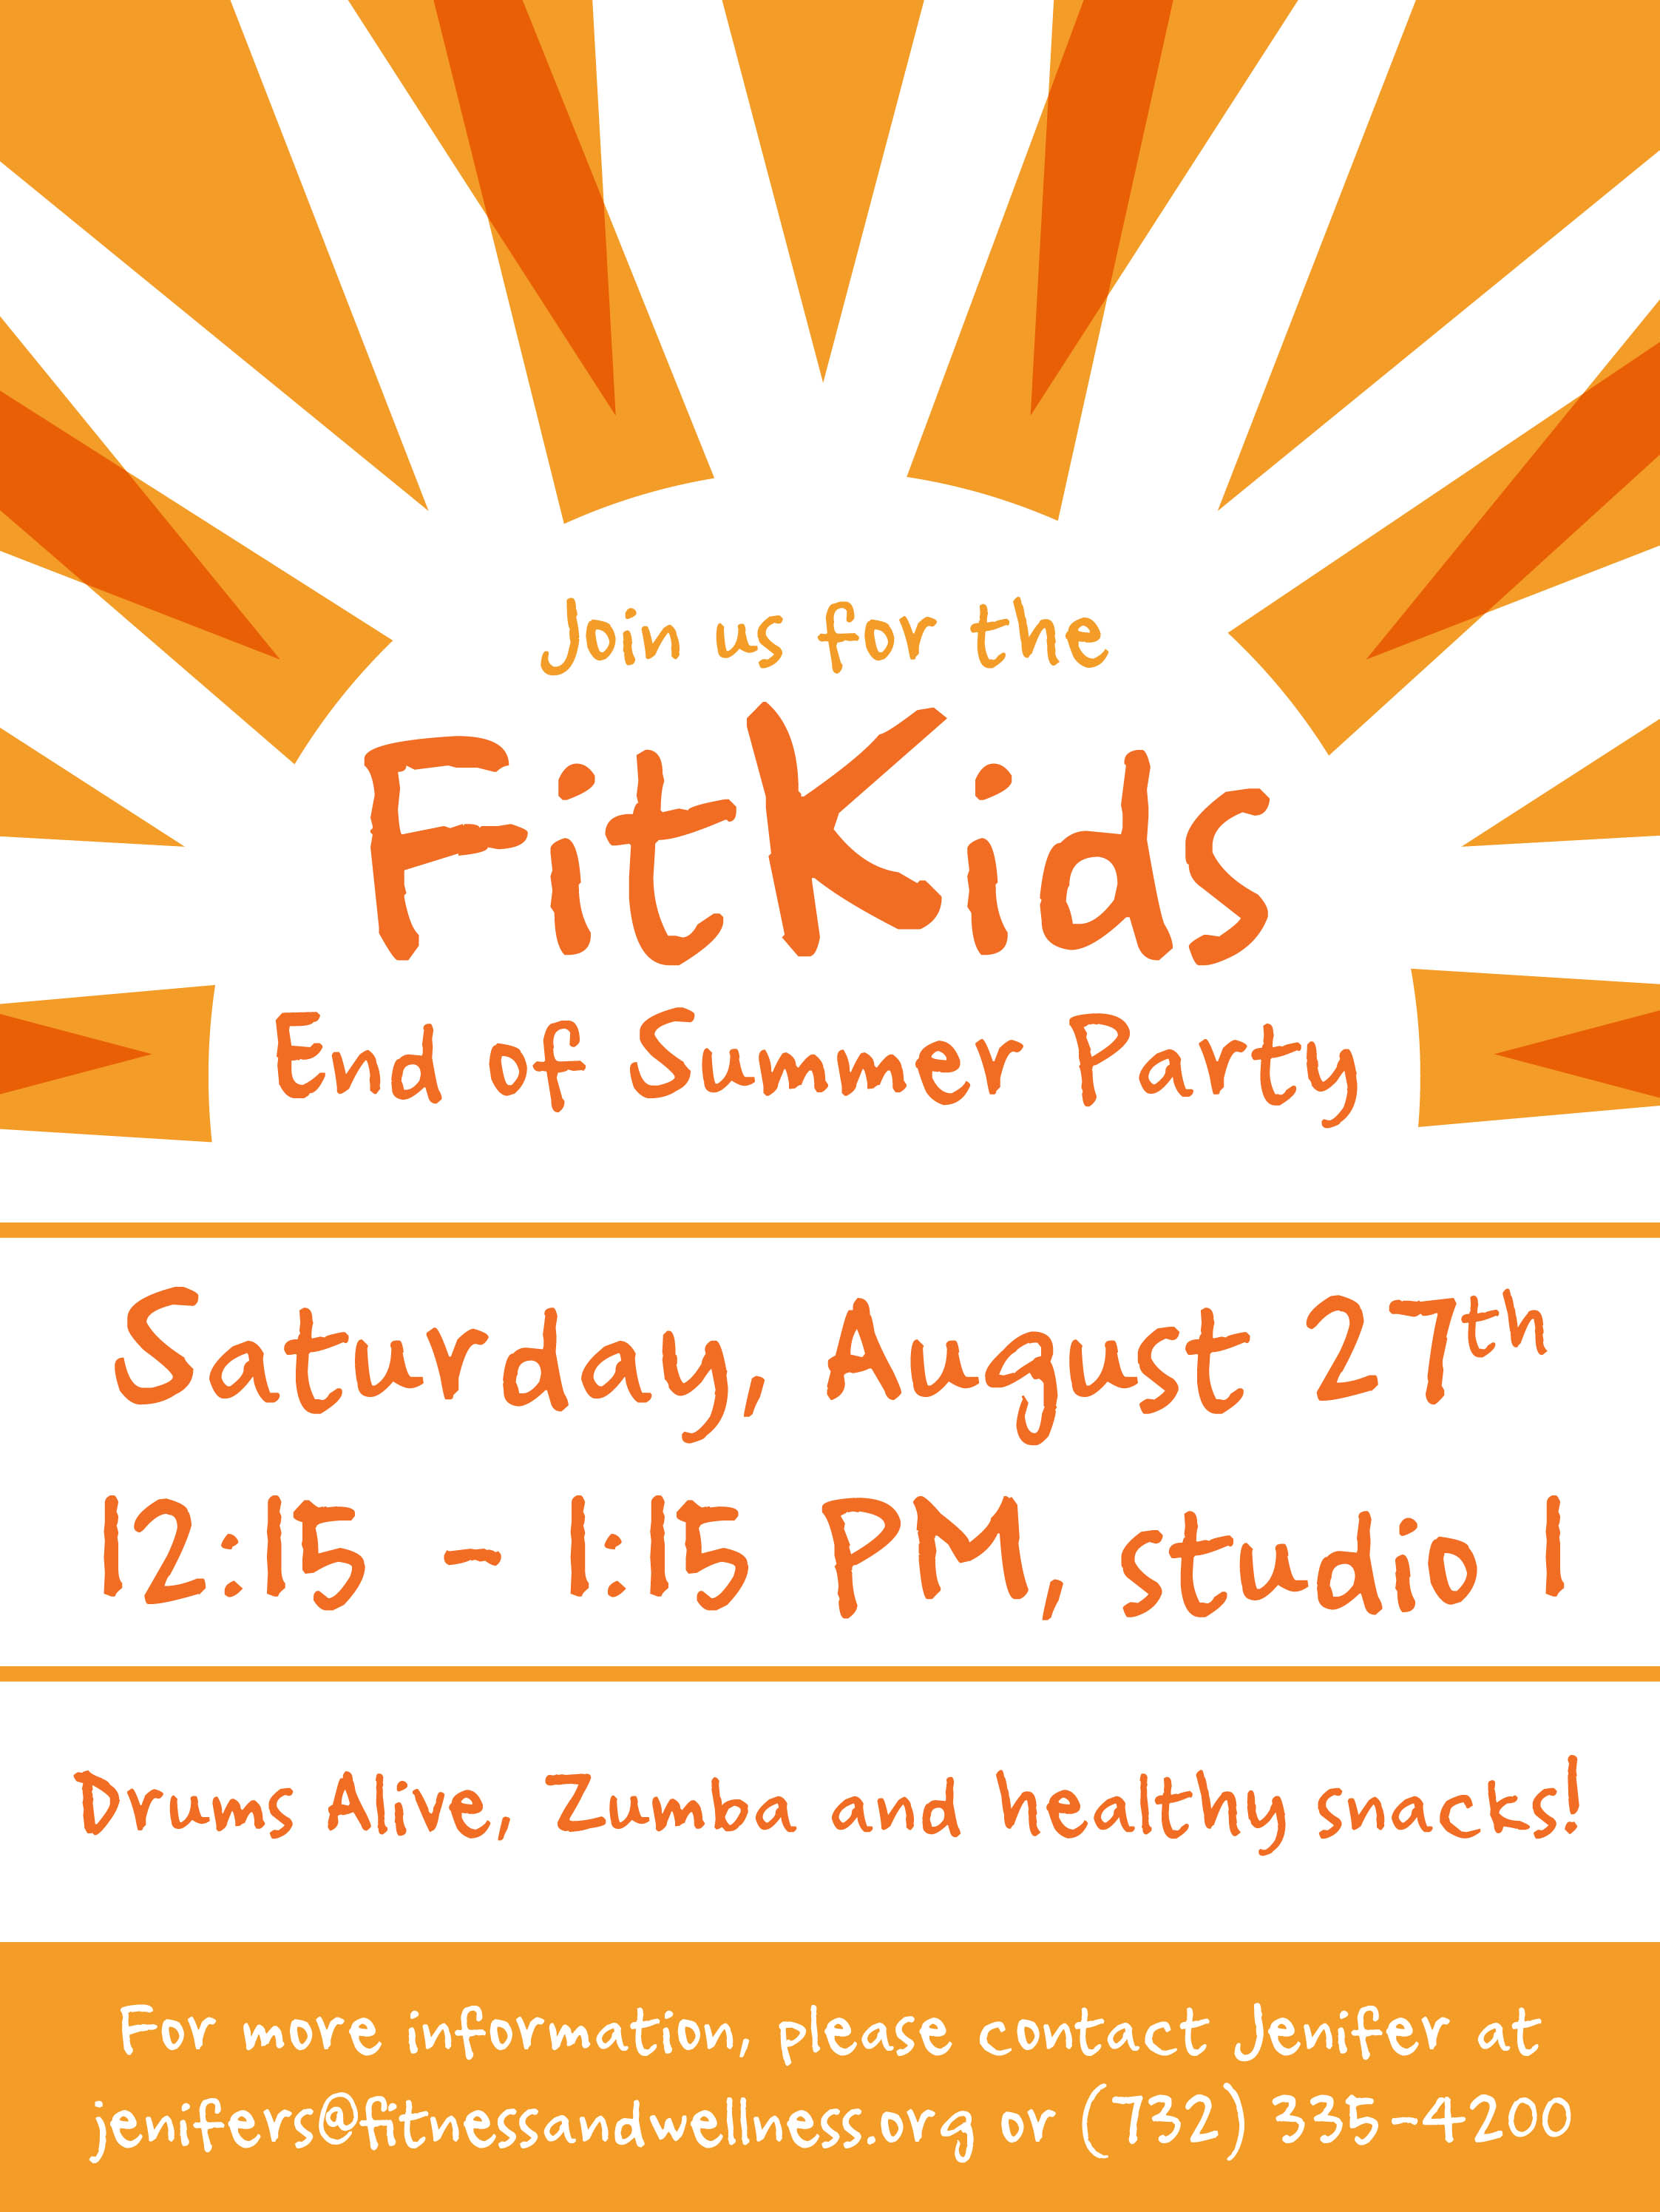 Join us for the
FitKids
End of Summer Party
Saturday, August 27th
12:15 - 1:15 PM, studio 1
Drums Alive, Zumba and healthy snacks!
For more information, please contact Jenifer at
jenifers@fitnessandwellness.org or (732) 335-4200